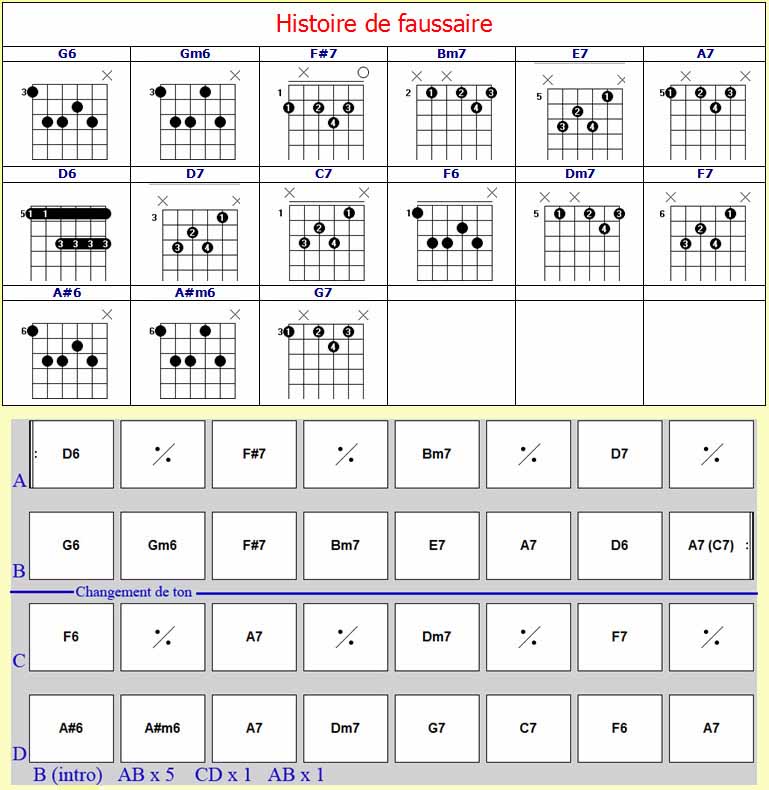 Histoire de faussaire
G6 Gm6 F#7 Bm7 E7 A7
3 3 1 2 5 5
1 2 3 4 1 2 3 4 1 2 3 4 1 2 3 4
D6 D7 C7 F6 Dm7 F7
5 3 1 1 5 6
1 1 3 3 3 3 1 2 3 4 1 2 3 4 1 2 3 4 1 2 3 4
A#6 A#m6 G7
6 6 3
1 2 3 4
A D6 F#7 Bm7 D7
B G6 Gm6 F#7 Bm7 E7 A7 D6 A7 (C7)
Changement de ton
C F6 A7 Dm7 F7
D A#6 A#m6 A7 Dm7 G7 C7 F6 A7
B (intro) AB x 5 CD x 1 AB x 1